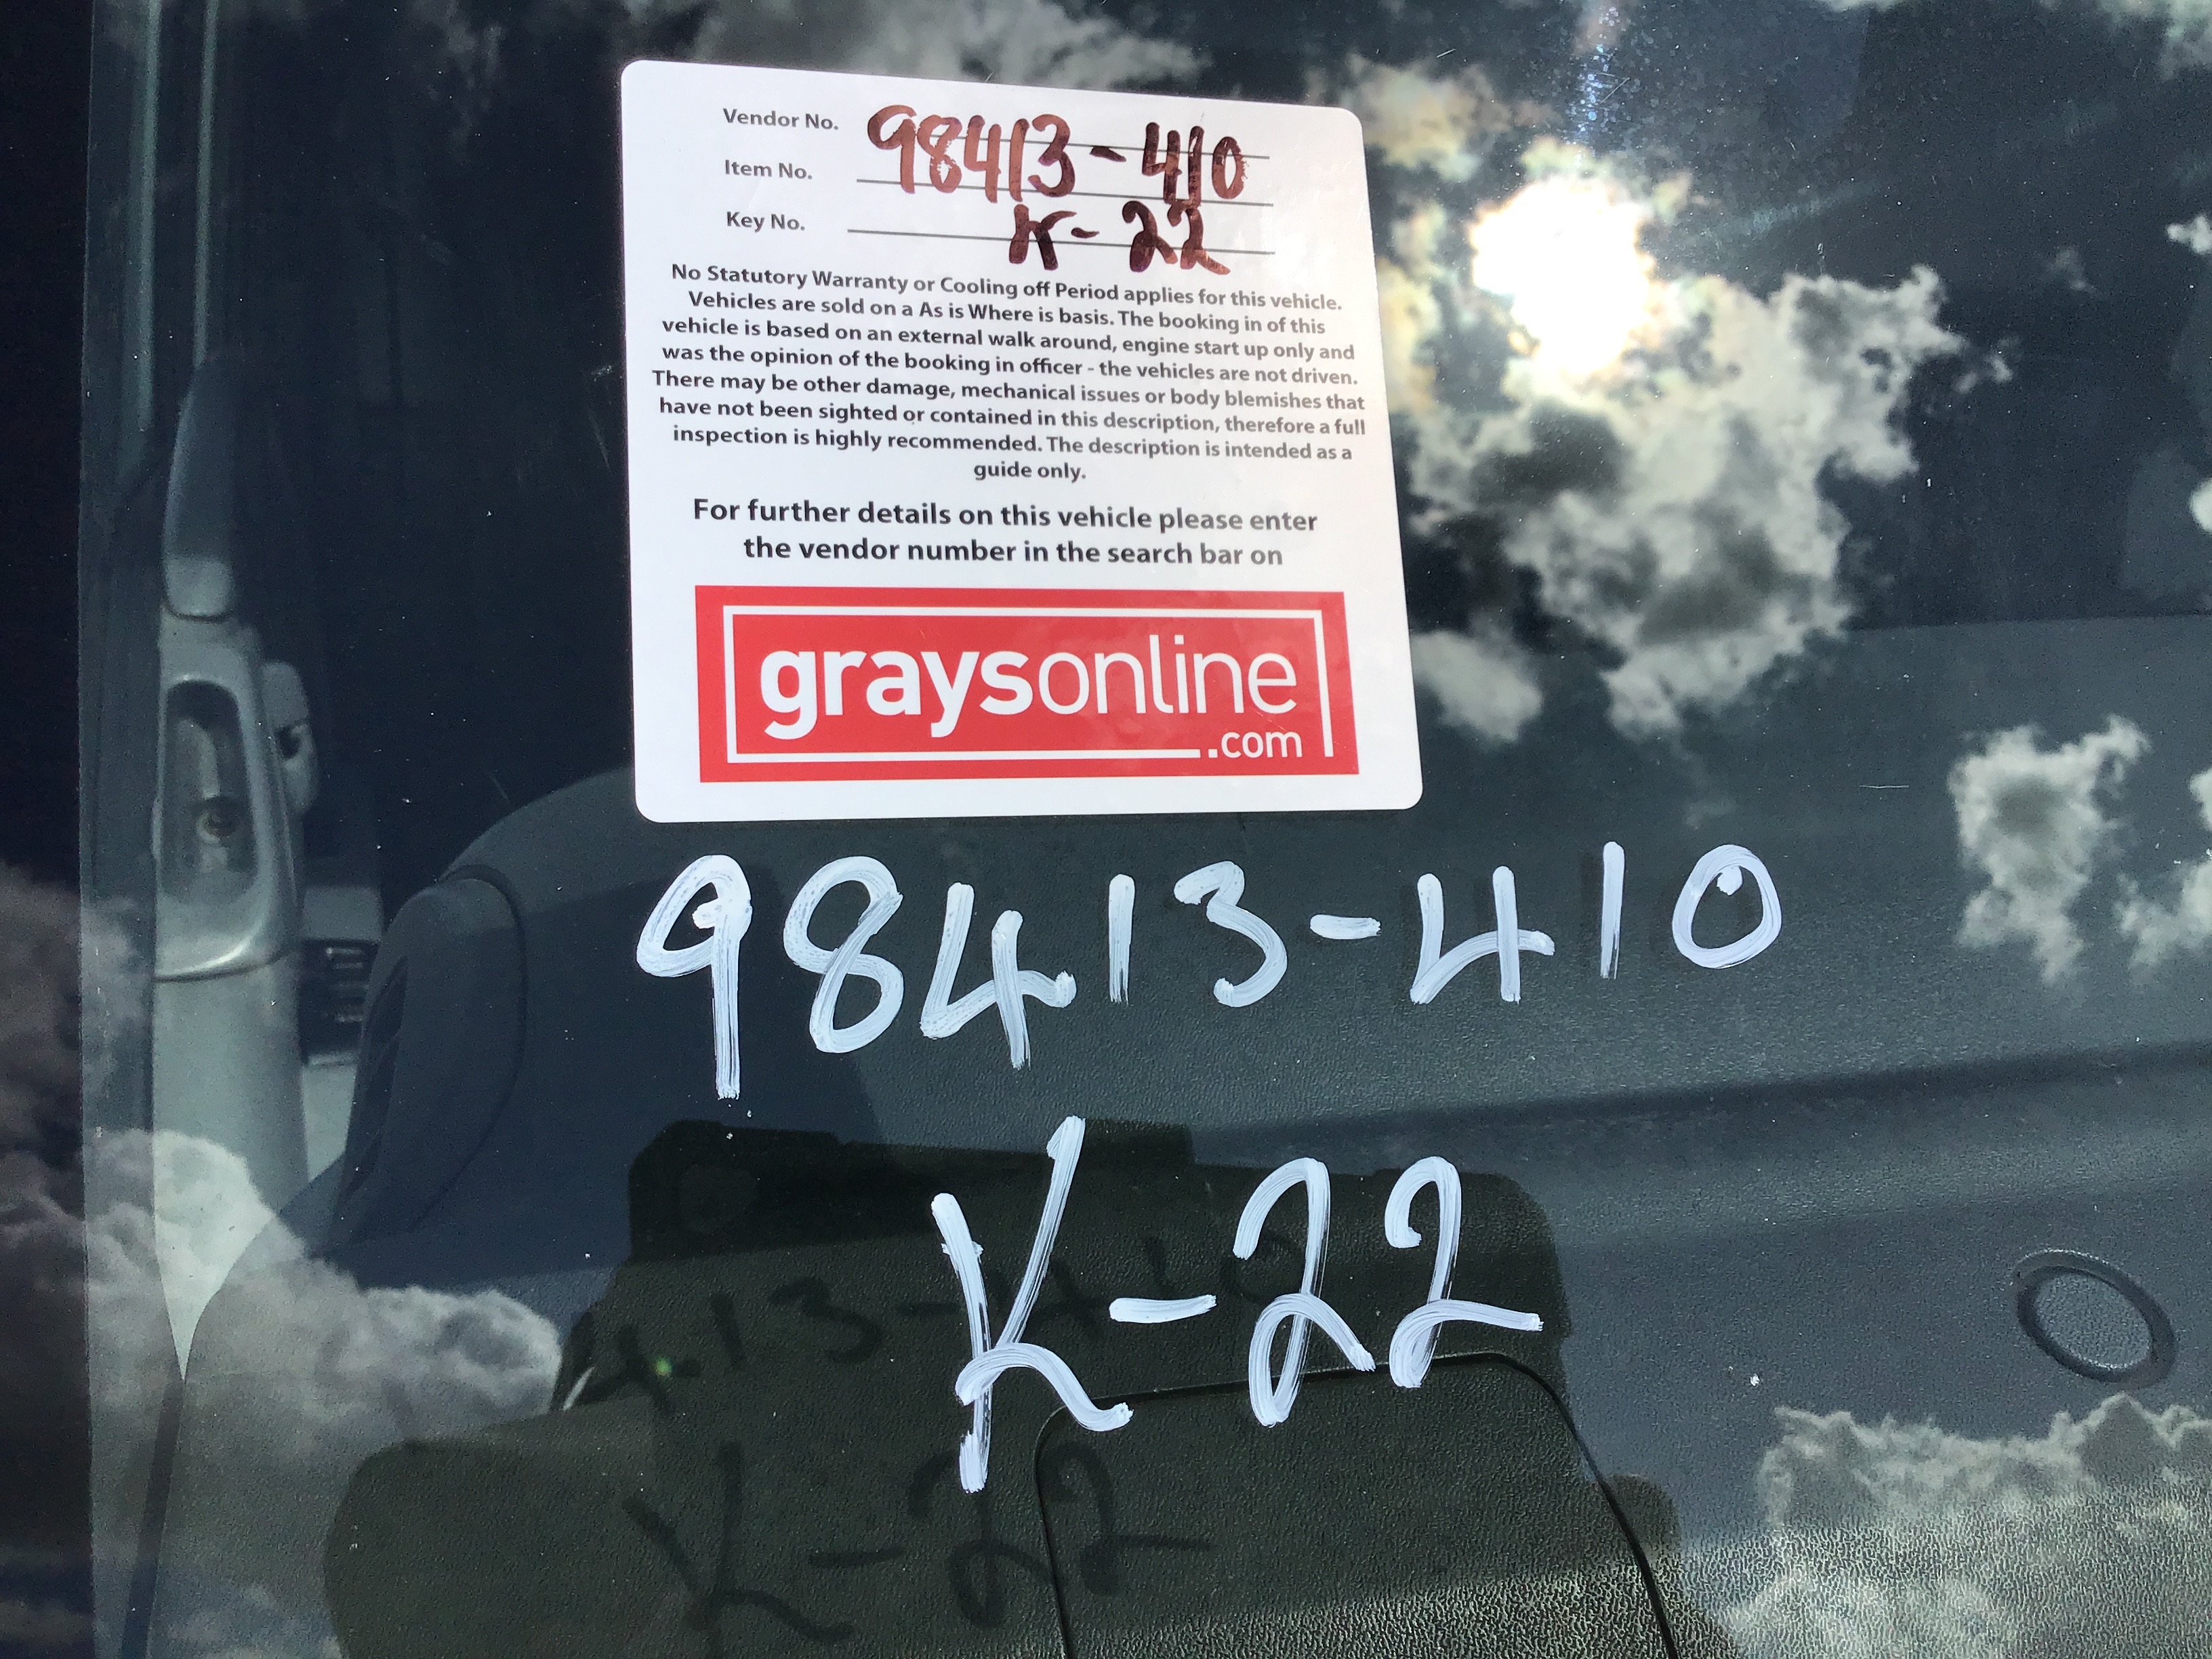 Vendor No. 98413-410
Item No.
Key No. K-22
No Statutory Warranty or Cooling off Period applies for this vehicle.
Vehicles are sold on a As is Where is basis. The booking in of this
vehicle is based on an external walk around, engine start up only and
was the opinion of the booking in officer - the vehicles are not driven.
There may be other damage, mechanical issues or body blemishes that
have not been sighted or contained in this description, therefore a full
inspection is highly recommended. The description is intended as a
guide only.
For further details on this vehicle please enter
the vendor number in the search bar on
graysonline
.com
98413-410
K-22